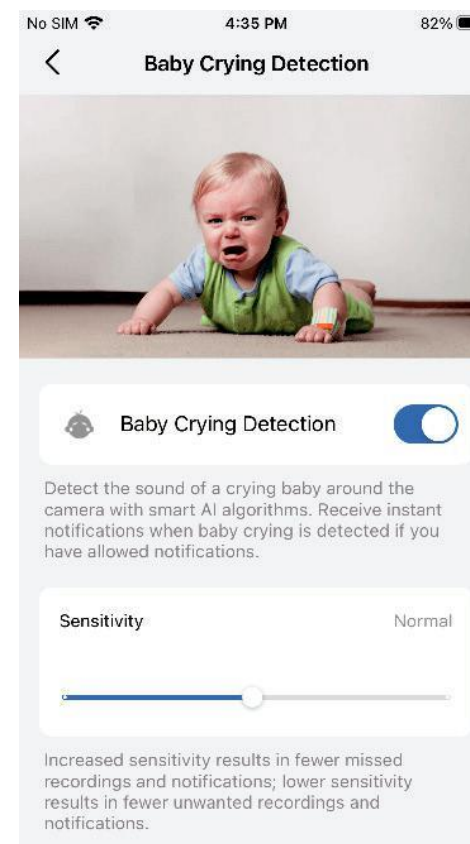 No SIM 4:35 PM 82%
Baby Crying Detection
Baby Crying Detection
Detect the sound of a crying baby around the
camera with smart AI algorithms. Receive instant
notifications when baby crying is detected if you
have allowed notifications.
Sensitivity Normal
Increased sensitivity results in fewer missed
recordings and notifications; lower sensitivity
results in fewer unwanted recordings and
notifications.